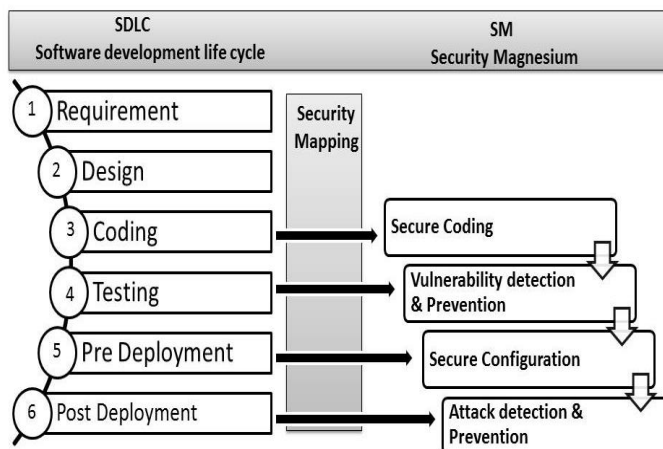 SDLC
Software development life cycle
SM
Security Magnesium
1 Requirement
2 Design
3 Coding
4 Testing
5 Pre Deployment
6 Post Deployment
Security
Mapping
Secure Coding
Vulnerability detection
& Prevention
Secure Configuration
Attack detection &
Prevention